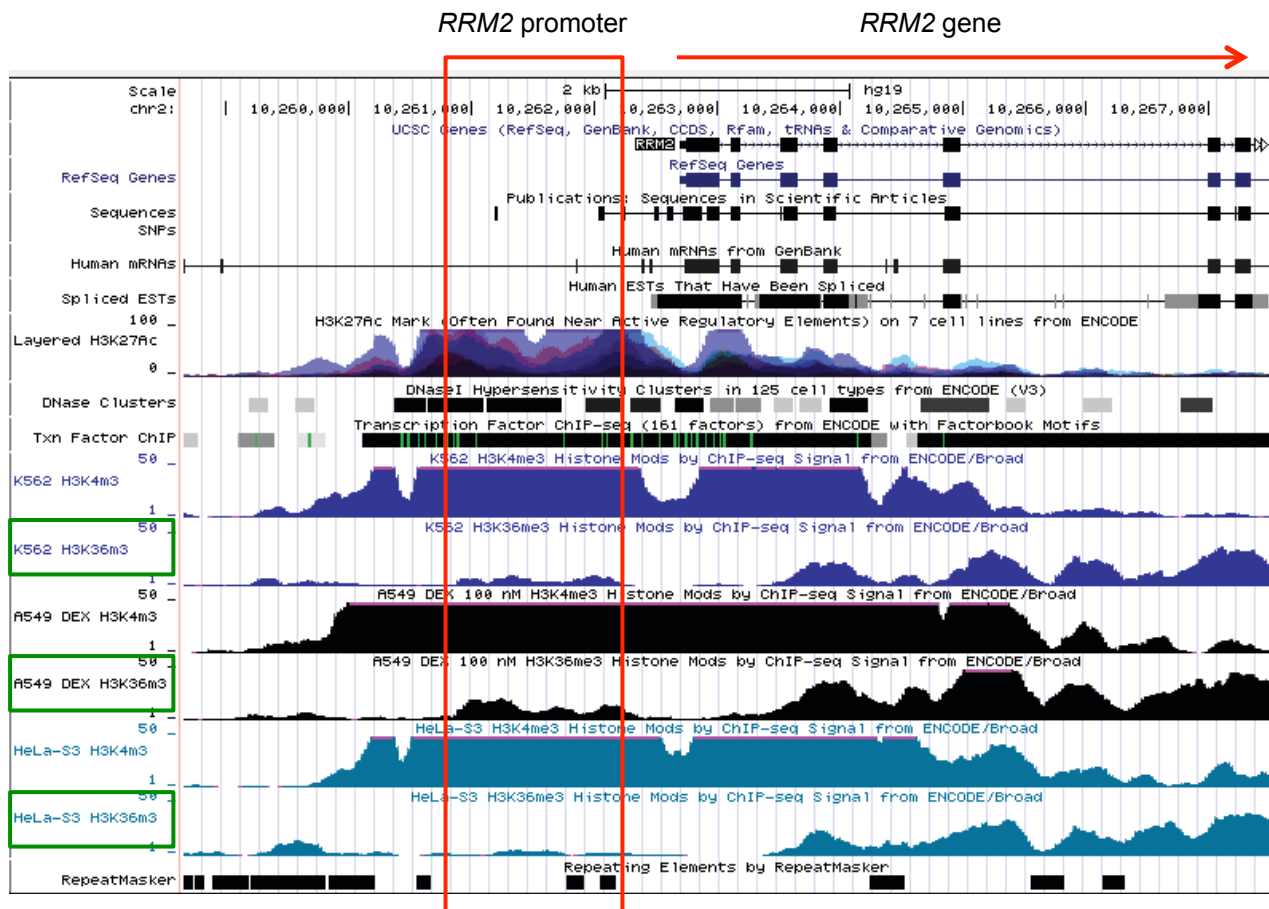 RRM2 promoter RRM2 gene
Scale 2 kb hg19
chr2: 10,260,000 10,261,000 10,262,000 10,263,000 10,264,000 10,265,000 10,266,000 10,267,000
UCSC Genes (RefSeq, GenBank, CCDS, Rfam, tRNAs & Comparative Genomics)
RRM2
RefSeq Genes
RefSeq Genes
Publications: Sequences in Scientific Articles
Sequences
SNPs
Human mRNAs from GenBank
Human mRNAs
Human ESTs That Have Been Spliced
Spliced ESTs
100 _ H3K27Ac Mark (Often Found Near Active Regulatory Elements) on 7 cell lines from ENCODE
Layered H3K27Ac
0 _
DNaseI Hypersensitivity Clusters in 125 cell types from ENCODE (V3)
DNase Clusters
Transcription Factor ChIP-seq (161 factors) from ENCODE with Factorbook Motifs
Txn Factor ChIP
50 _ K562 H3K4me3 Histone Mods by ChIP-seq Signal from ENCODE/Broad
K562 H3K4m3
1 _
50 _ K562 H3K36me3 Histone Mods by ChIP-seq Signal from ENCODE/Broad
K562 H3K36m3
1 _
50 _ A549 DEX 100 nM H3K4me3 Histone Mods by ChIP-seq Signal from ENCODE/Broad
A549 DEX H3K4m3
1 _
50 _ A549 DEX 100 nM H3K36me3 Histone Mods by ChIP-seq Signal from ENCODE/Broad
A549 DEX H3K36m3
1 _
50 _ HeLa-S3 H3K4me3 Histone Mods by ChIP-seq Signal from ENCODE/Broad
HeLa-S3 H3K4m3
1 _
50 _ HeLa-S3 H3K36me3 Histone Mods by ChIP-seq Signal from ENCODE/Broad
HeLa-S3 H3K36m3
1 _
Repeating Elements by RepeatMasker
RepeatMasker